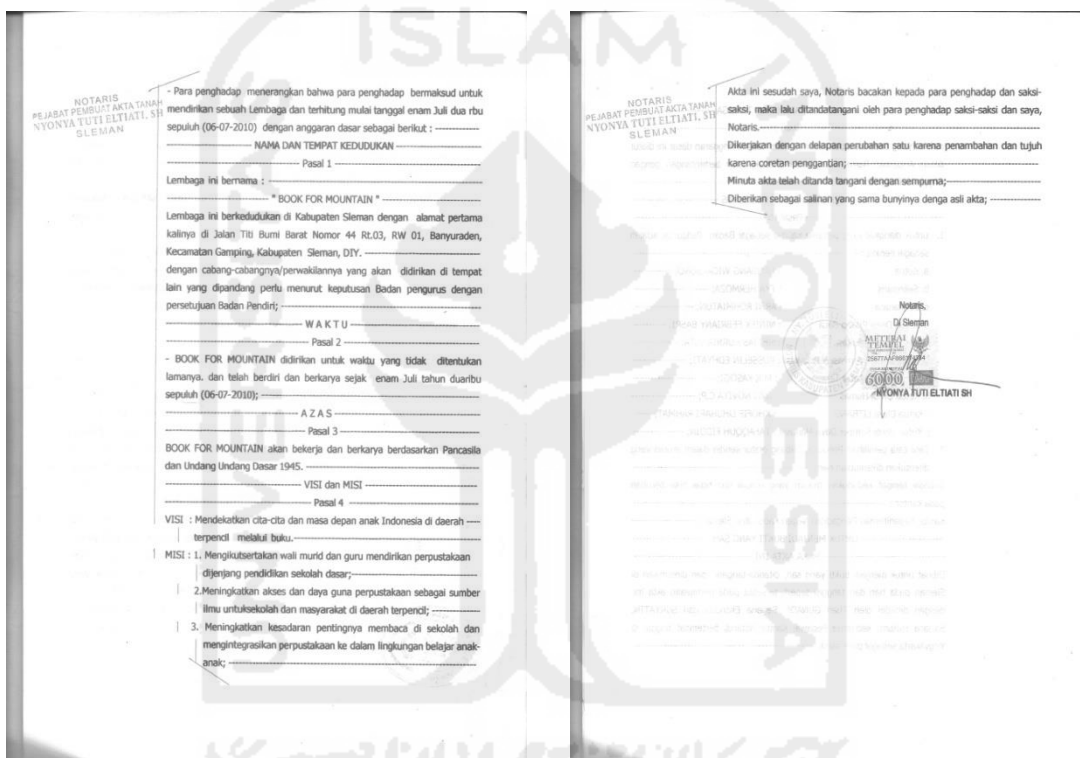 NOTARIS
PEJABAT PEMBUAT AKTA TANAH
NYONYA TUTI ELTIATI, SH
SLEMAN
- Para penghadap menerangkan bahwa para penghadap bermaksud untuk
mendirikan sebuah Lembaga dan terhitung mulai tanggal enam Juli dua rbu
sepuluh (06-07-2010) dengan anggaran dasar sebagai berikut : ------------
------------------------ NAMA DAN TEMPAT KEDUDUKAN ------------------------
------------------------ Pasal 1 ------------------------
Lembaga ini bernama : ------------------------
------------------------ " BOOK FOR MOUNTAIN " ------------------------
Lembaga ini berkedudukan di Kabupaten Sleman dengan alamat pertama
kalinya di Jalan Titi Bumi Barat Nomor 44 Rt.03, RW 01, Banyuraden,
Kecamatan Gamping, Kabupaten Sleman, DIY. ------------------------
dengan cabang-cabangnya/perwakilannya yang akan didirikan di tempat
lain yang dipandang perlu menurut keputusan Badan pengurus dengan
persetujuan Badan Pendiri; ------------------------
------------------------ W A K T U ------------------------
------------------------ Pasal 2 ------------------------
- BOOK FOR MOUNTAIN didirikan untuk waktu yang tidak ditentukan
lamanya. dan telah berdiri dan berkarya sejak enam Juli tahun duaribu
sepuluh (06-07-2010); ------------------------
------------------------ A Z A S ------------------------
------------------------ Pasal 3 ------------------------
BOOK FOR MOUNTAIN akan bekerja dan berkarya berdasarkan Pancasila
dan Undang Undang Dasar 1945. ------------------------
------------------------ VISI dan MISI ------------------------
------------------------ Pasal 4 ------------------------
VISI : Mendekatkan cita-cita dan masa depan anak Indonesia di daerah ----
terpencil melalui buku.------------------------
MISI : 1. Mengikutsertakan wali murid dan guru mendirikan perpustakaan
dijenjang pendidikan sekolah dasar;------------------------
2.Meningkatkan akses dan daya guna perpustakaan sebagai sumber
ilmu untuksekolah dan masyarakat di daerah terpencil; ------------
3. Meningkatkan kesadaran pentingnya membaca di sekolah dan
mengintegrasikan perpustakaan ke dalam lingkungan belajar anak-
anak; ------------------------
NOTARIS
PEJABAT PEMBUAT AKTA TANAH
NYONYA TUTI ELTIATI, SH
SLEMAN
Akta ini sesudah saya, Notaris bacakan kepada para penghadap dan saksi-
saksi, maka lalu ditandatangani oleh para penghadap saksi-saksi dan saya,
Notaris.------------------------
Dikerjakan dengan delapan perubahan satu karena penambahan dan tujuh
karena coretan penggantian; ------------------------
Minuta akta telah ditanda tangani dengan sempurna;------------------------
Diberikan sebagai salinan yang sama bunyinya denga asli akta; ------------
Notaris,
Di Sleman
METERAI
TEMPEL
6000
NYONYA TUTI ELTIATI SH
ISLAM
UNIVERSITAS
INDONESIA